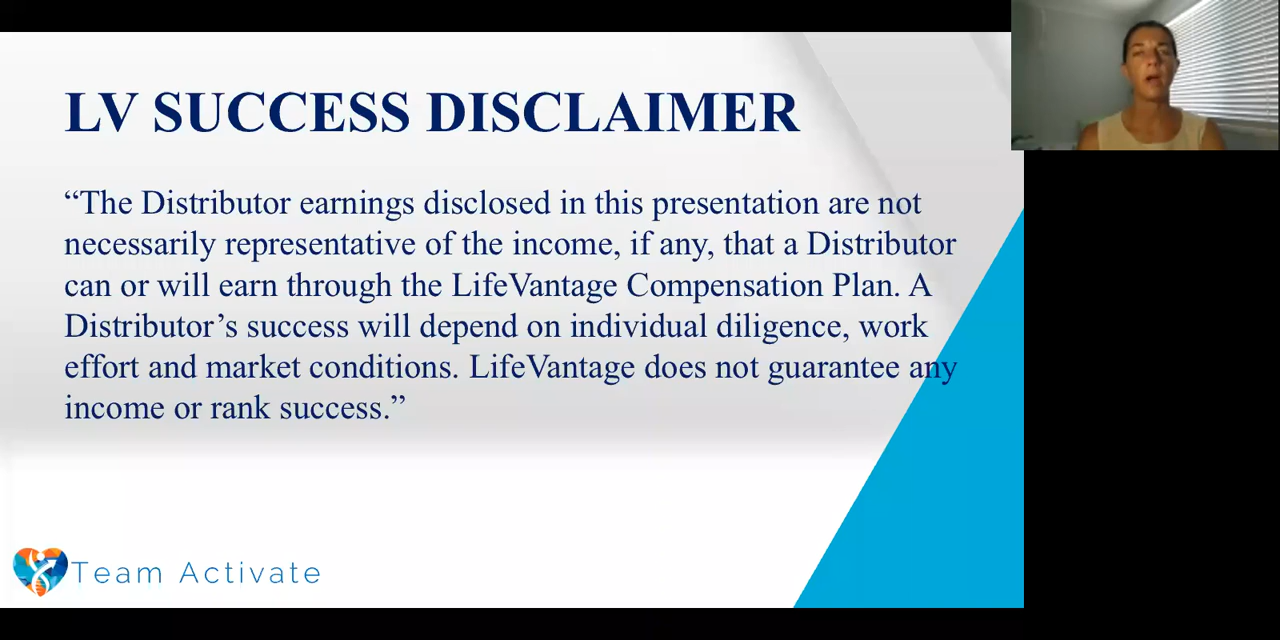 LV SUCCESS DISCLAIMER
“The Distributor earnings disclosed in this presentation are not
necessarily representative of the income, if any, that a Distributor
can or will earn through the LifeVantage Compensation Plan. A
Distributor’s success will depend on individual diligence, work
effort and market conditions. LifeVantage does not guarantee any
income or rank success.”
Team Activate